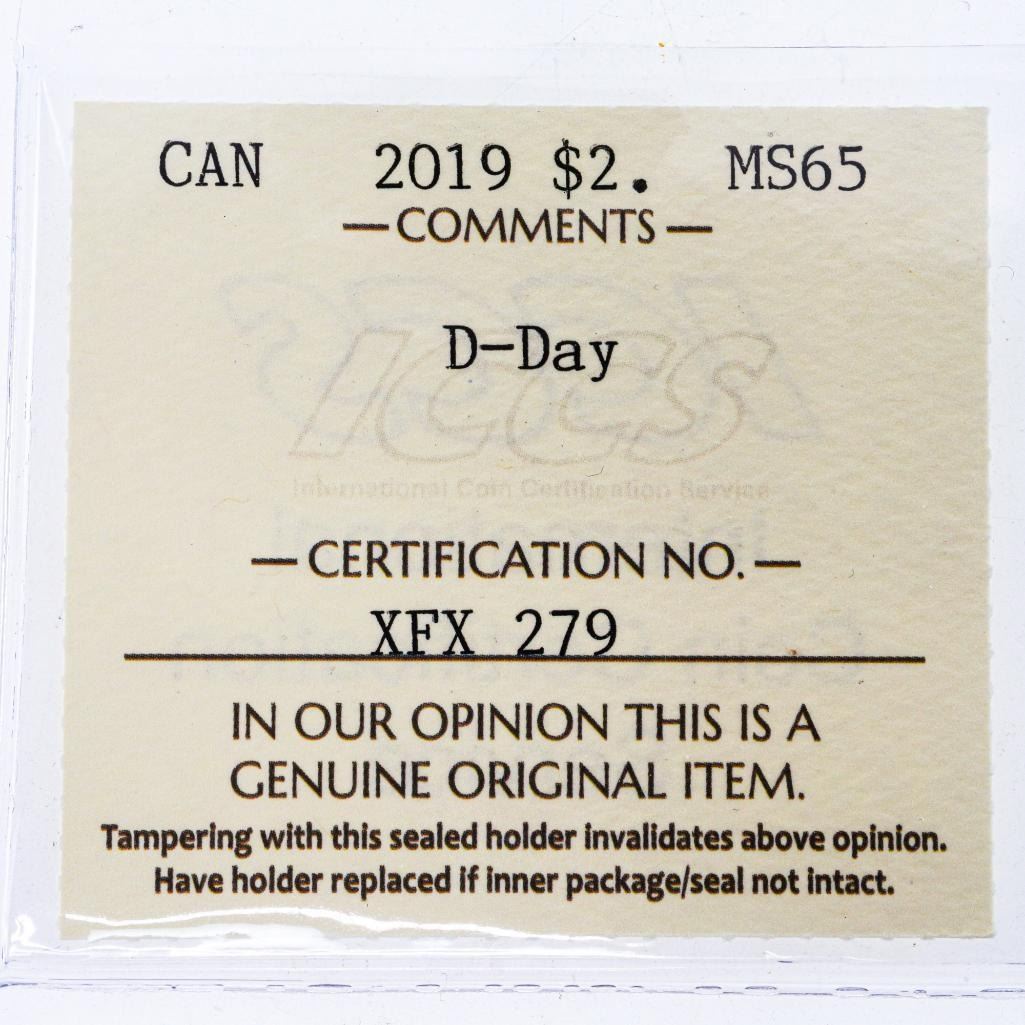 CAN 2019 $2. MS65
— COMMENTS —
D-Day
ICCS
International Coin Certification Service
— CERTIFICATION NO. —
XFX 279
IN OUR OPINION THIS IS A
GENUINE ORIGINAL ITEM.
Tampering with this sealed holder invalidates above opinion.
Have holder replaced if inner package/seal not intact.